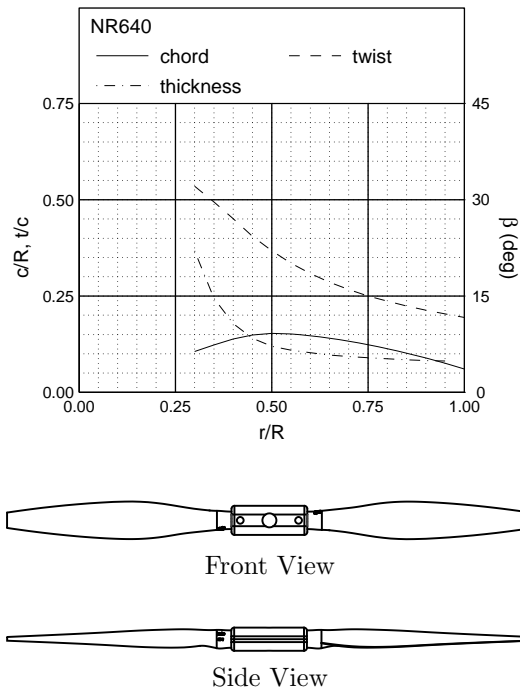 NR640
chord
twist
thickness
0.75
45
0.50
30
c/R, t/c
β (deg)
0.25
15
0.00
0
0.00
0.25
0.50
0.75
1.00
r/R
Front View
Side View